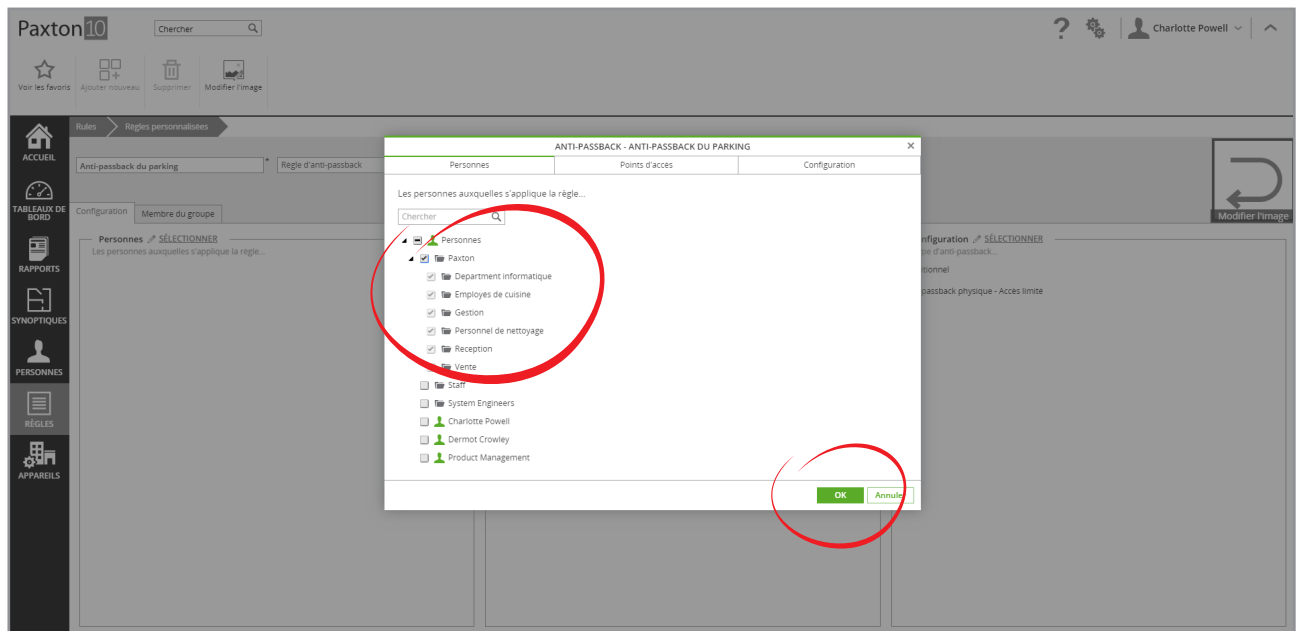 Paxton10
Chercher
Charlotte Powell
Voir les favoris
Ajouter nouveau
Supprimer
Modifier l'image
Rules
Règles personnalisées
ACCUEIL
TABLEAUX DE
BORD
RAPPORTS
SYNOPTIQUES
PERSONNES
RÈGLES
APPAREILS
Anti-passback du parking
*
Règle d'anti-passback
Modifier l'image
Configuration
Membre du groupe
Personnes SÉLECTIONNER
Les personnes auxquelles s'applique la règle...
ANTI-PASSBACK - ANTI-PASSBACK DU PARKING
Personnes
Points d'accès
Configuration
Les personnes auxquelles s'applique la règle...
Chercher
Personnes
Paxton
Department informatique
Employés de cuisine
Gestion
Personnel de nettoyage
Reception
Vente
Staff
System Engineers
Charlotte Powell
Dermot Crowley
Product Management
OK
Annuler
nfiguration SÉLECTIONNER
pe d'anti-passback...
itionnel
passback physique - Accès limité